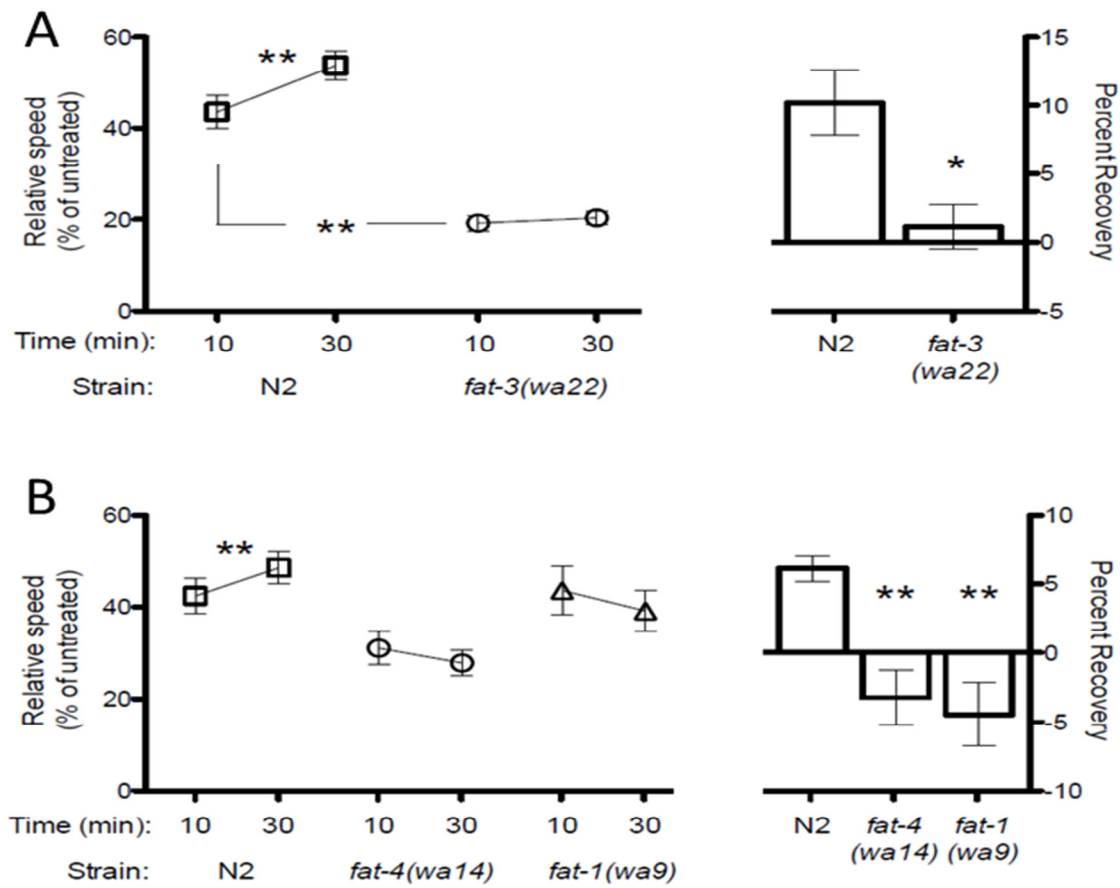 A
Relative speed
(% of untreated)
60
40
20
0
**
**
Time (min): 10 30 10 30
Strain: N2 fat-3(wa22)
15
10
5
0
-5
Percent Recovery
*
N2 fat-3
(wa22)
B
Relative speed
(% of untreated)
60
40
20
0
**
Time (min): 10 30 10 30 10 30
Strain: N2 fat-4(wa14) fat-1(wa9)
10
5
0
-5
-10
Percent Recovery
** **
N2 fat-4 fat-1
(wa14) (wa9)